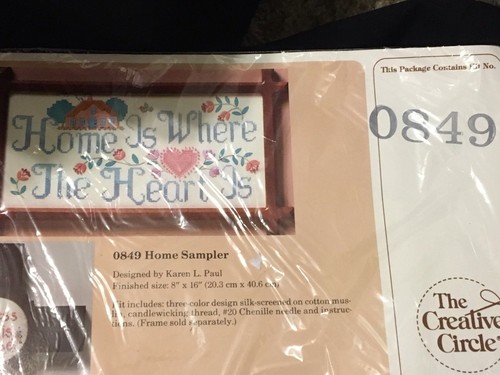 This Package Contains Kit No.
0849
Home Is Where
The Heart Is
0849 Home Sampler
Designed by Karen L. Paul
Finished size: 8" x 16" (20.3 cm x 40.6 cm)
Kit includes: three-color design silk-screened on cotton mus-
lin, candlewicking thread, #20 Chenille needle and instruc-
tions. (Frame sold separately.)
The
Creative
Circle